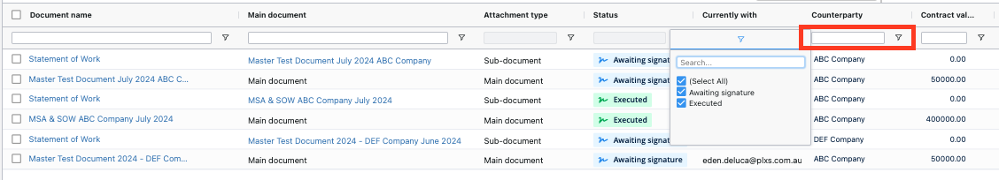 Document name Main document Attachment type Status Currently with Counterparty Contract val...
Search...
(Select All)
Awaiting signature
Executed
Statement of Work Master Test Document July 2024 ABC Company Sub-document Awaiting signat ABC Company 0.00
Master Test Document July 2024 ABC C... Main document Main document Awaiting signat ABC Company 50000.00
Statement of Work MSA & SOW ABC Company July 2024 Sub-document Executed ABC Company 0.00
MSA & SOW ABC Company July 2024 Main document Main document Executed ABC Company 400000.00
Statement of Work Master Test Document 2024 - DEF Company June 2024 Sub-document Awaiting signat DEF Company 0.00
Master Test Document 2024 - DEF Com... Main document Main document Awaiting signature eden.deluca@plxs.com.au ABC Company 50000.00